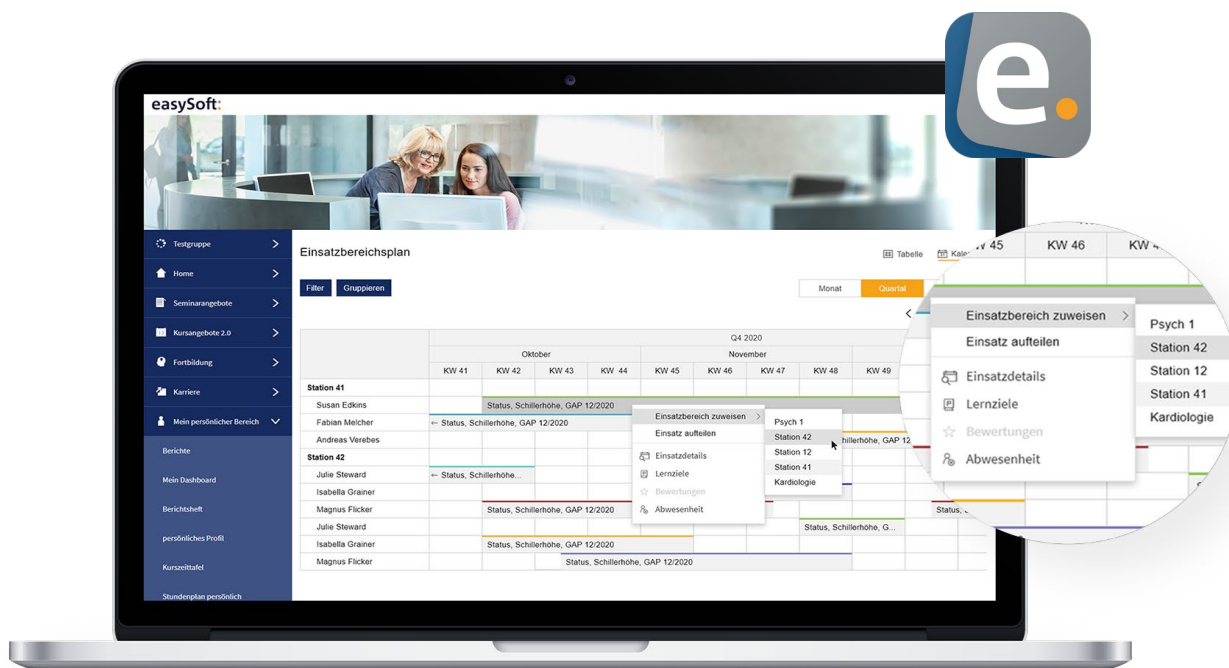 e.
easySoft:
Testgruppe
Home
Seminarangebote
Kursangebote 2.0
Fortbildung
Karriere
Mein persönlicher Bereich
Berichte
Mein Dashboard
Berichtsheft
persönliches Profil
Kurszeittafel
Stundenplan persönlich
Einsatzbereichsplan
Tabelle
Filter Gruppieren
Monat Quartal
Q4 2020
Oktober November
KW 41 KW 42 KW 43 KW 44 KW 45 KW 46 KW 47 KW 48 KW 49
Station 41
Susan Edkins Status, Schillerhöhe, GAP 12/2020
Fabian Melcher ← Status, Schillerhöhe, GAP 12/2020
Andreas Verebes
Station 42
Julie Steward ← Status, Schillerhöhe...
Isabella Grainer
Magnus Flicker Status, Schillerhöhe, GAP 12/2020
Julie Steward Status, Schillerhöhe, G...
Isabella Grainer Status, Schillerhöhe, GAP 12/2020
Magnus Flicker Status, Schillerhöhe, GAP 12/2020
Einsatzbereich zuweisen
Einsatz aufteilen
Einsatzdetails
Lernziele
Bewertungen
Abwesenheit
Psych 1
Station 42
Station 12
Station 41
Kardiologie
45 KW 46 KW
Einsatzbereich zuweisen
Einsatz aufteilen
Einsatzdetails
Lernziele
Bewertungen
Abwesenheit
Psych 1
Station 42
Station 12
Station 41
Kardiologie